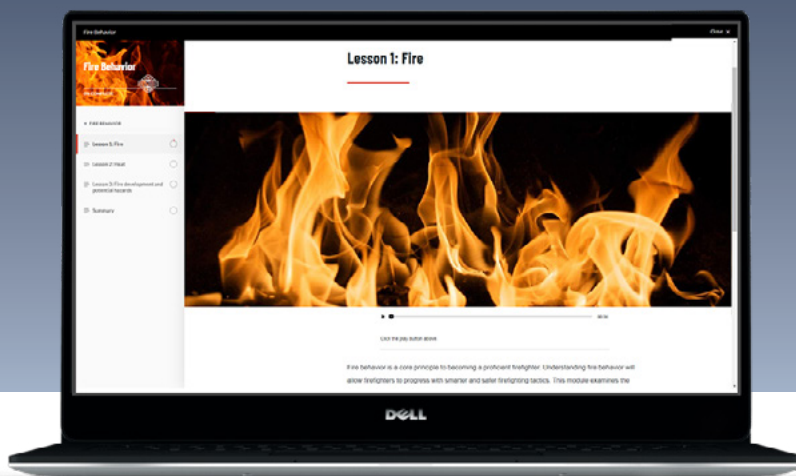 Fire Behavior
Close
Fire Behavior
Lesson 1: Fire
FIRE BEHAVIOR
Lesson 1: Fire
Lesson 2: Heat
Lesson 3: Fire development and
potential hazards
Summary
Click the play button above.
Fire behavior is a core principle to becoming a proficient firefighter. Understanding fire behavior will
allow firefighters to progress with smarter and safer firefighting tactics. This module examines the
DELL